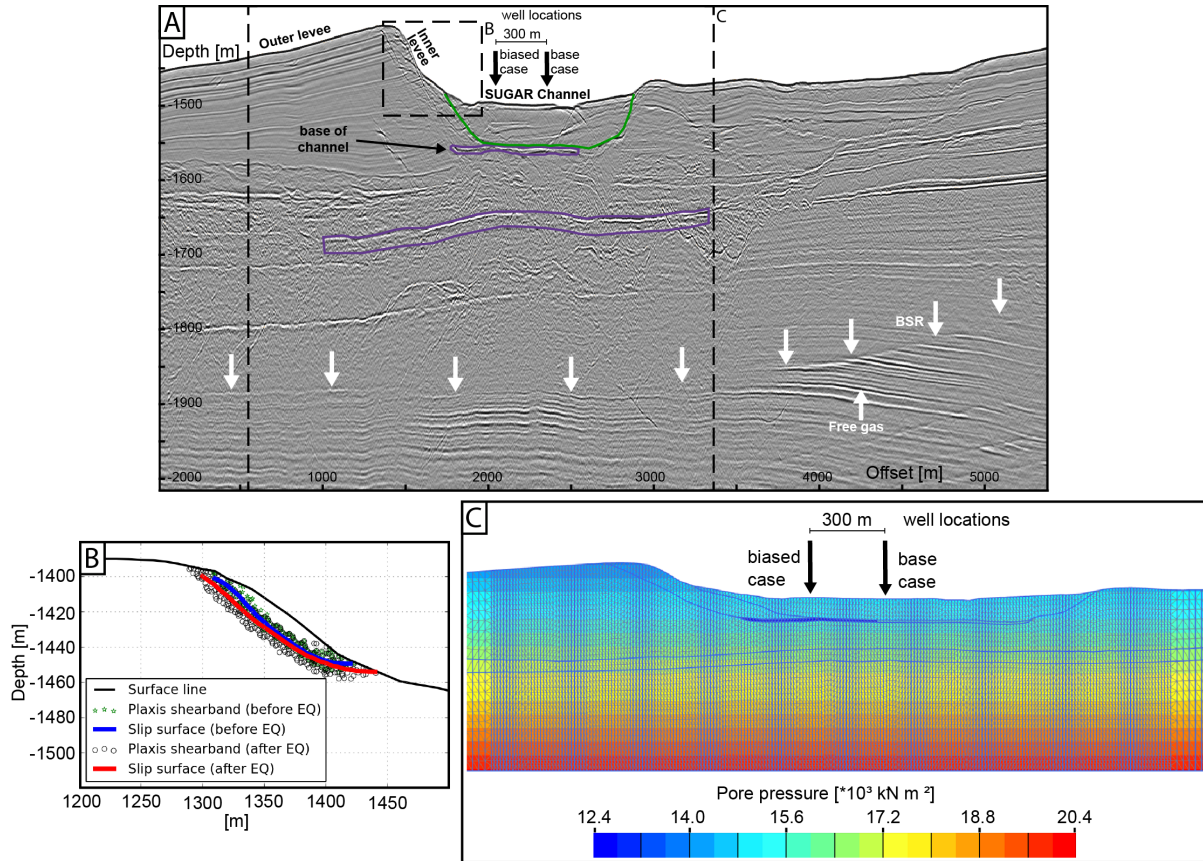 A
well locations
B
C
300 m
Outer levee
Inner
levee
Depth [m]
biased
case
base
case
SUGAR Channel
-1500
base of
channel
-1600
-1700
-1800
BSR
-1900
Free gas
-2000
1000
2000
3000
4000
Offset [m]
5000
B
-1400
-1420
-1440
-1460
-1480
-1500
Depth [m]
Surface line
Plaxis shearband (before EQ)
Slip surface (before EQ)
Plaxis shearband (after EQ)
Slip surface (after EQ)
1200
1250
1300
1350
1400
1450
[m]
C
300 m
well locations
biased
case
base
case
Pore pressure [*10³ kN m ²]
12.4
14.0
15.6
17.2
18.8
20.4